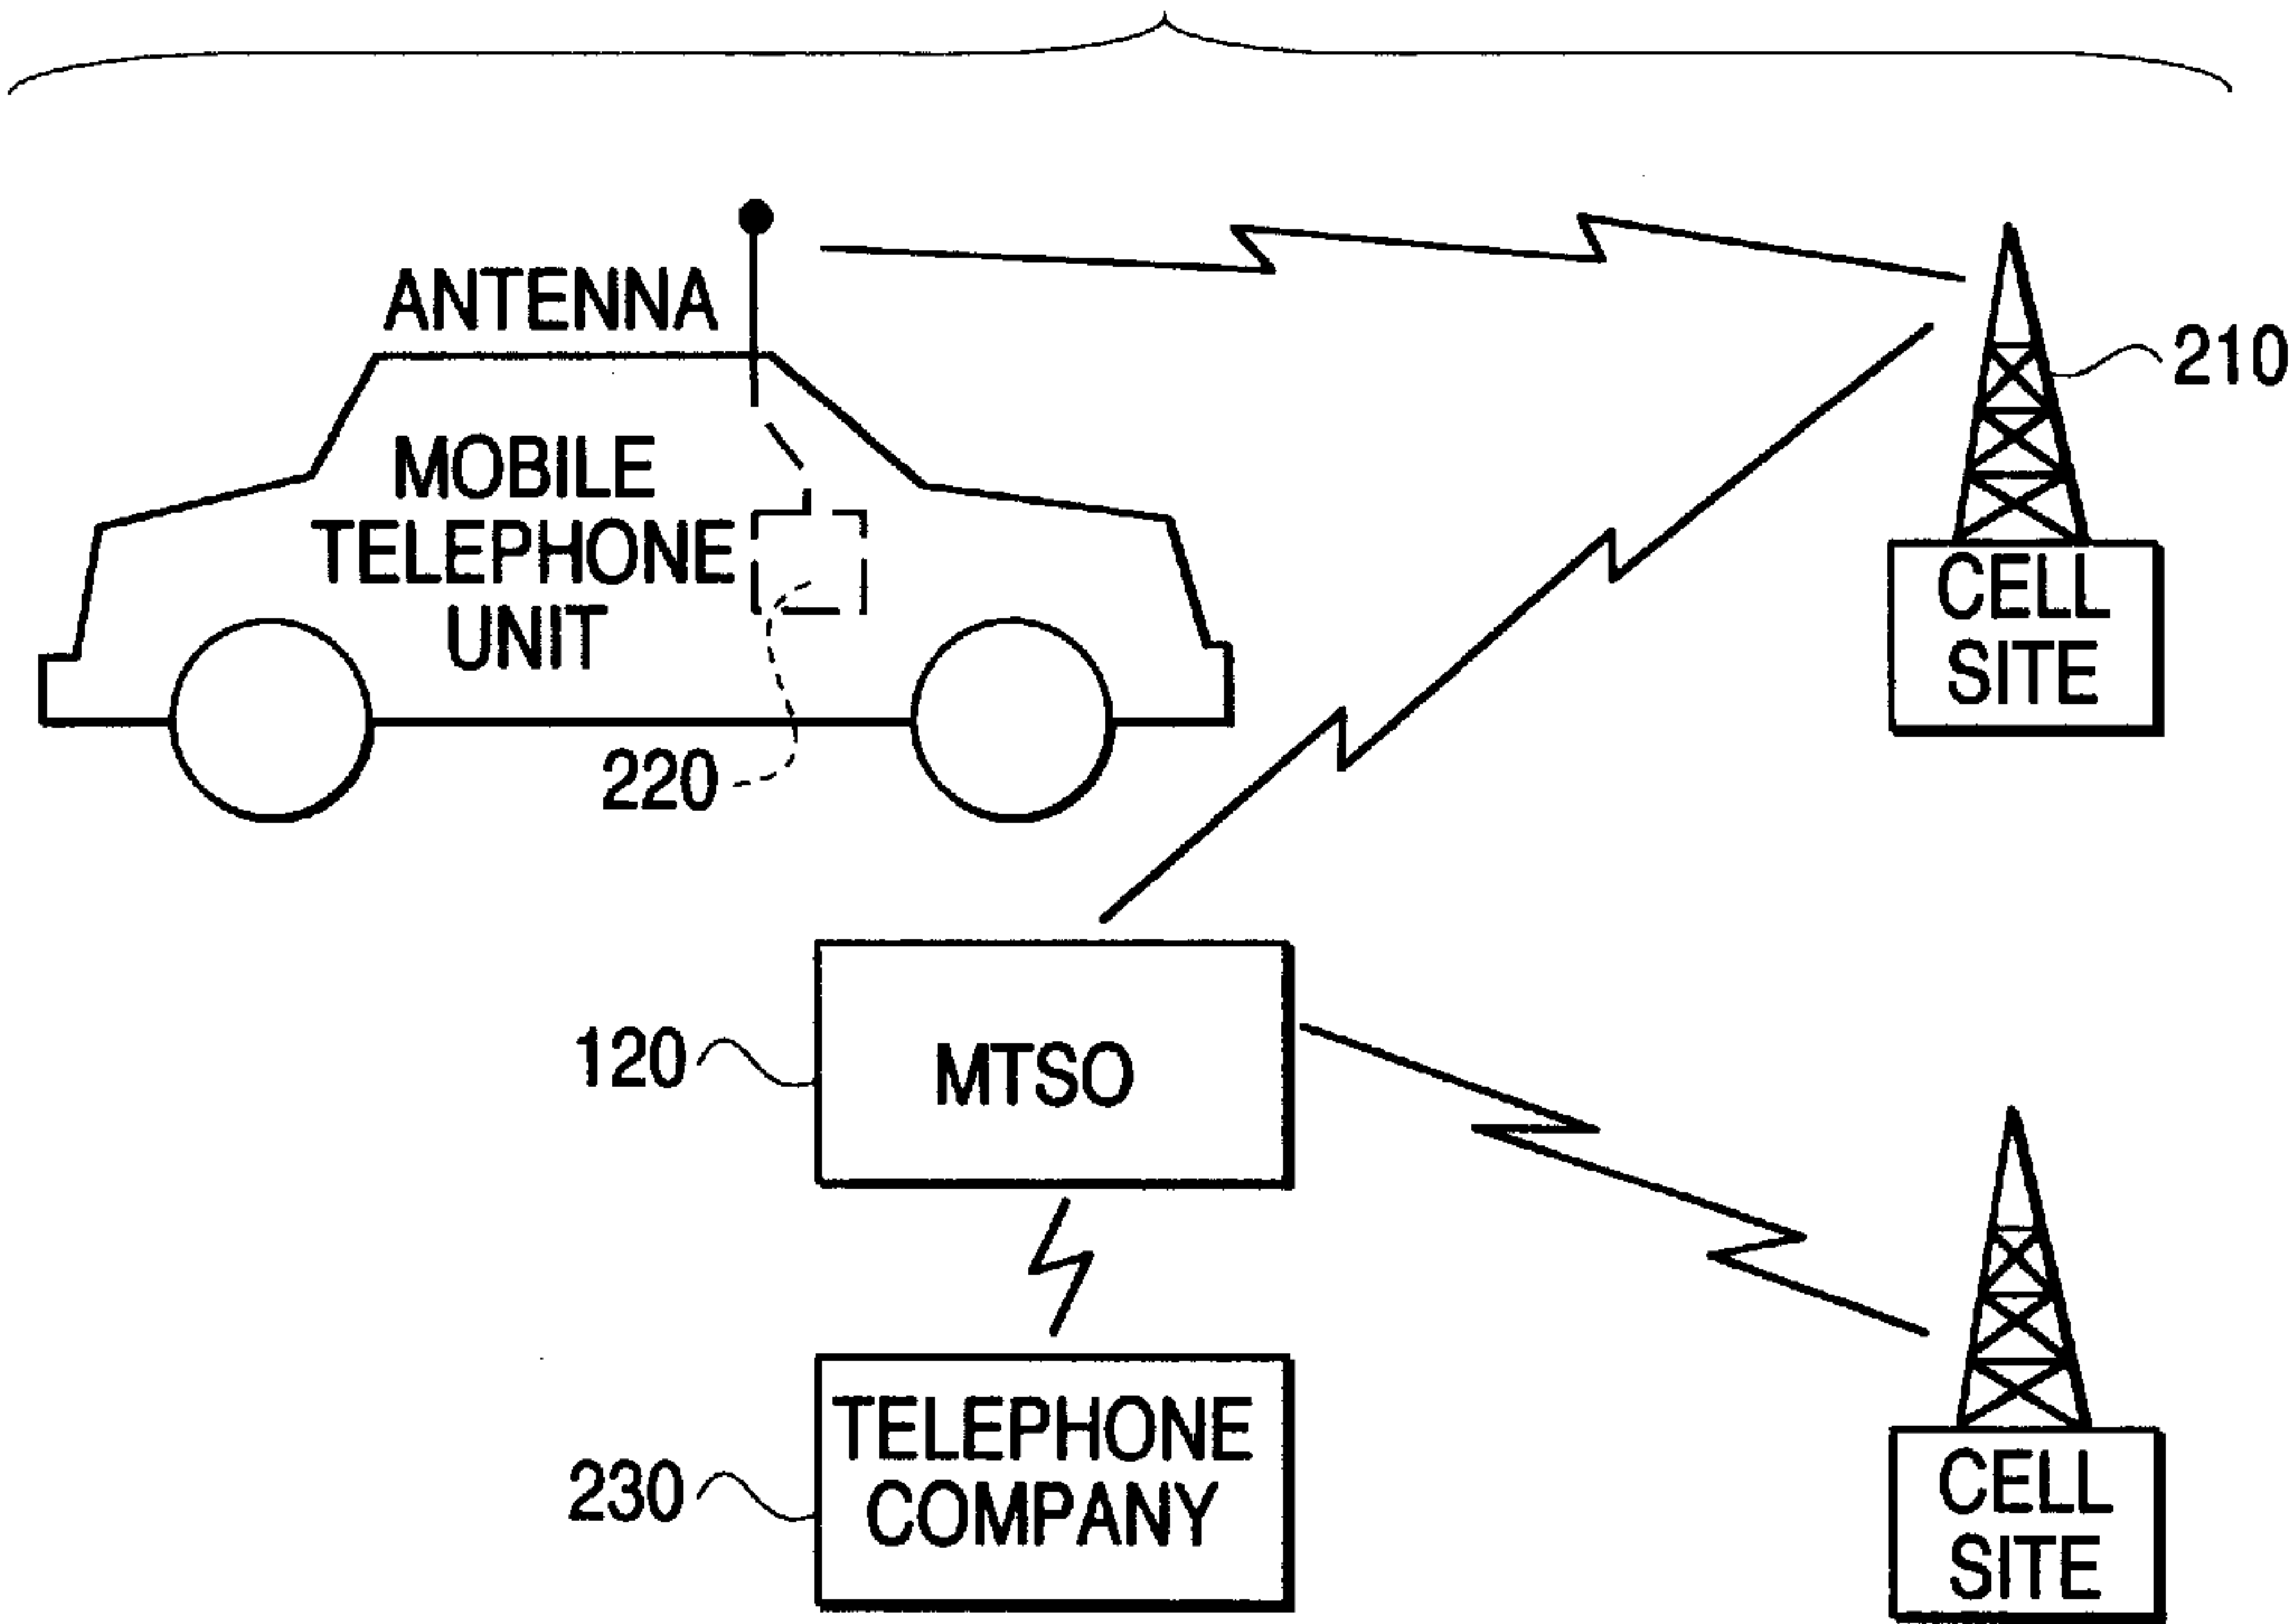 ANTENNA
210
MOBILE
TELEPHONE
UNIT
CELL
SITE
220
120
MTSO
TELEPHONE
COMPANY
230
CELL
SITE